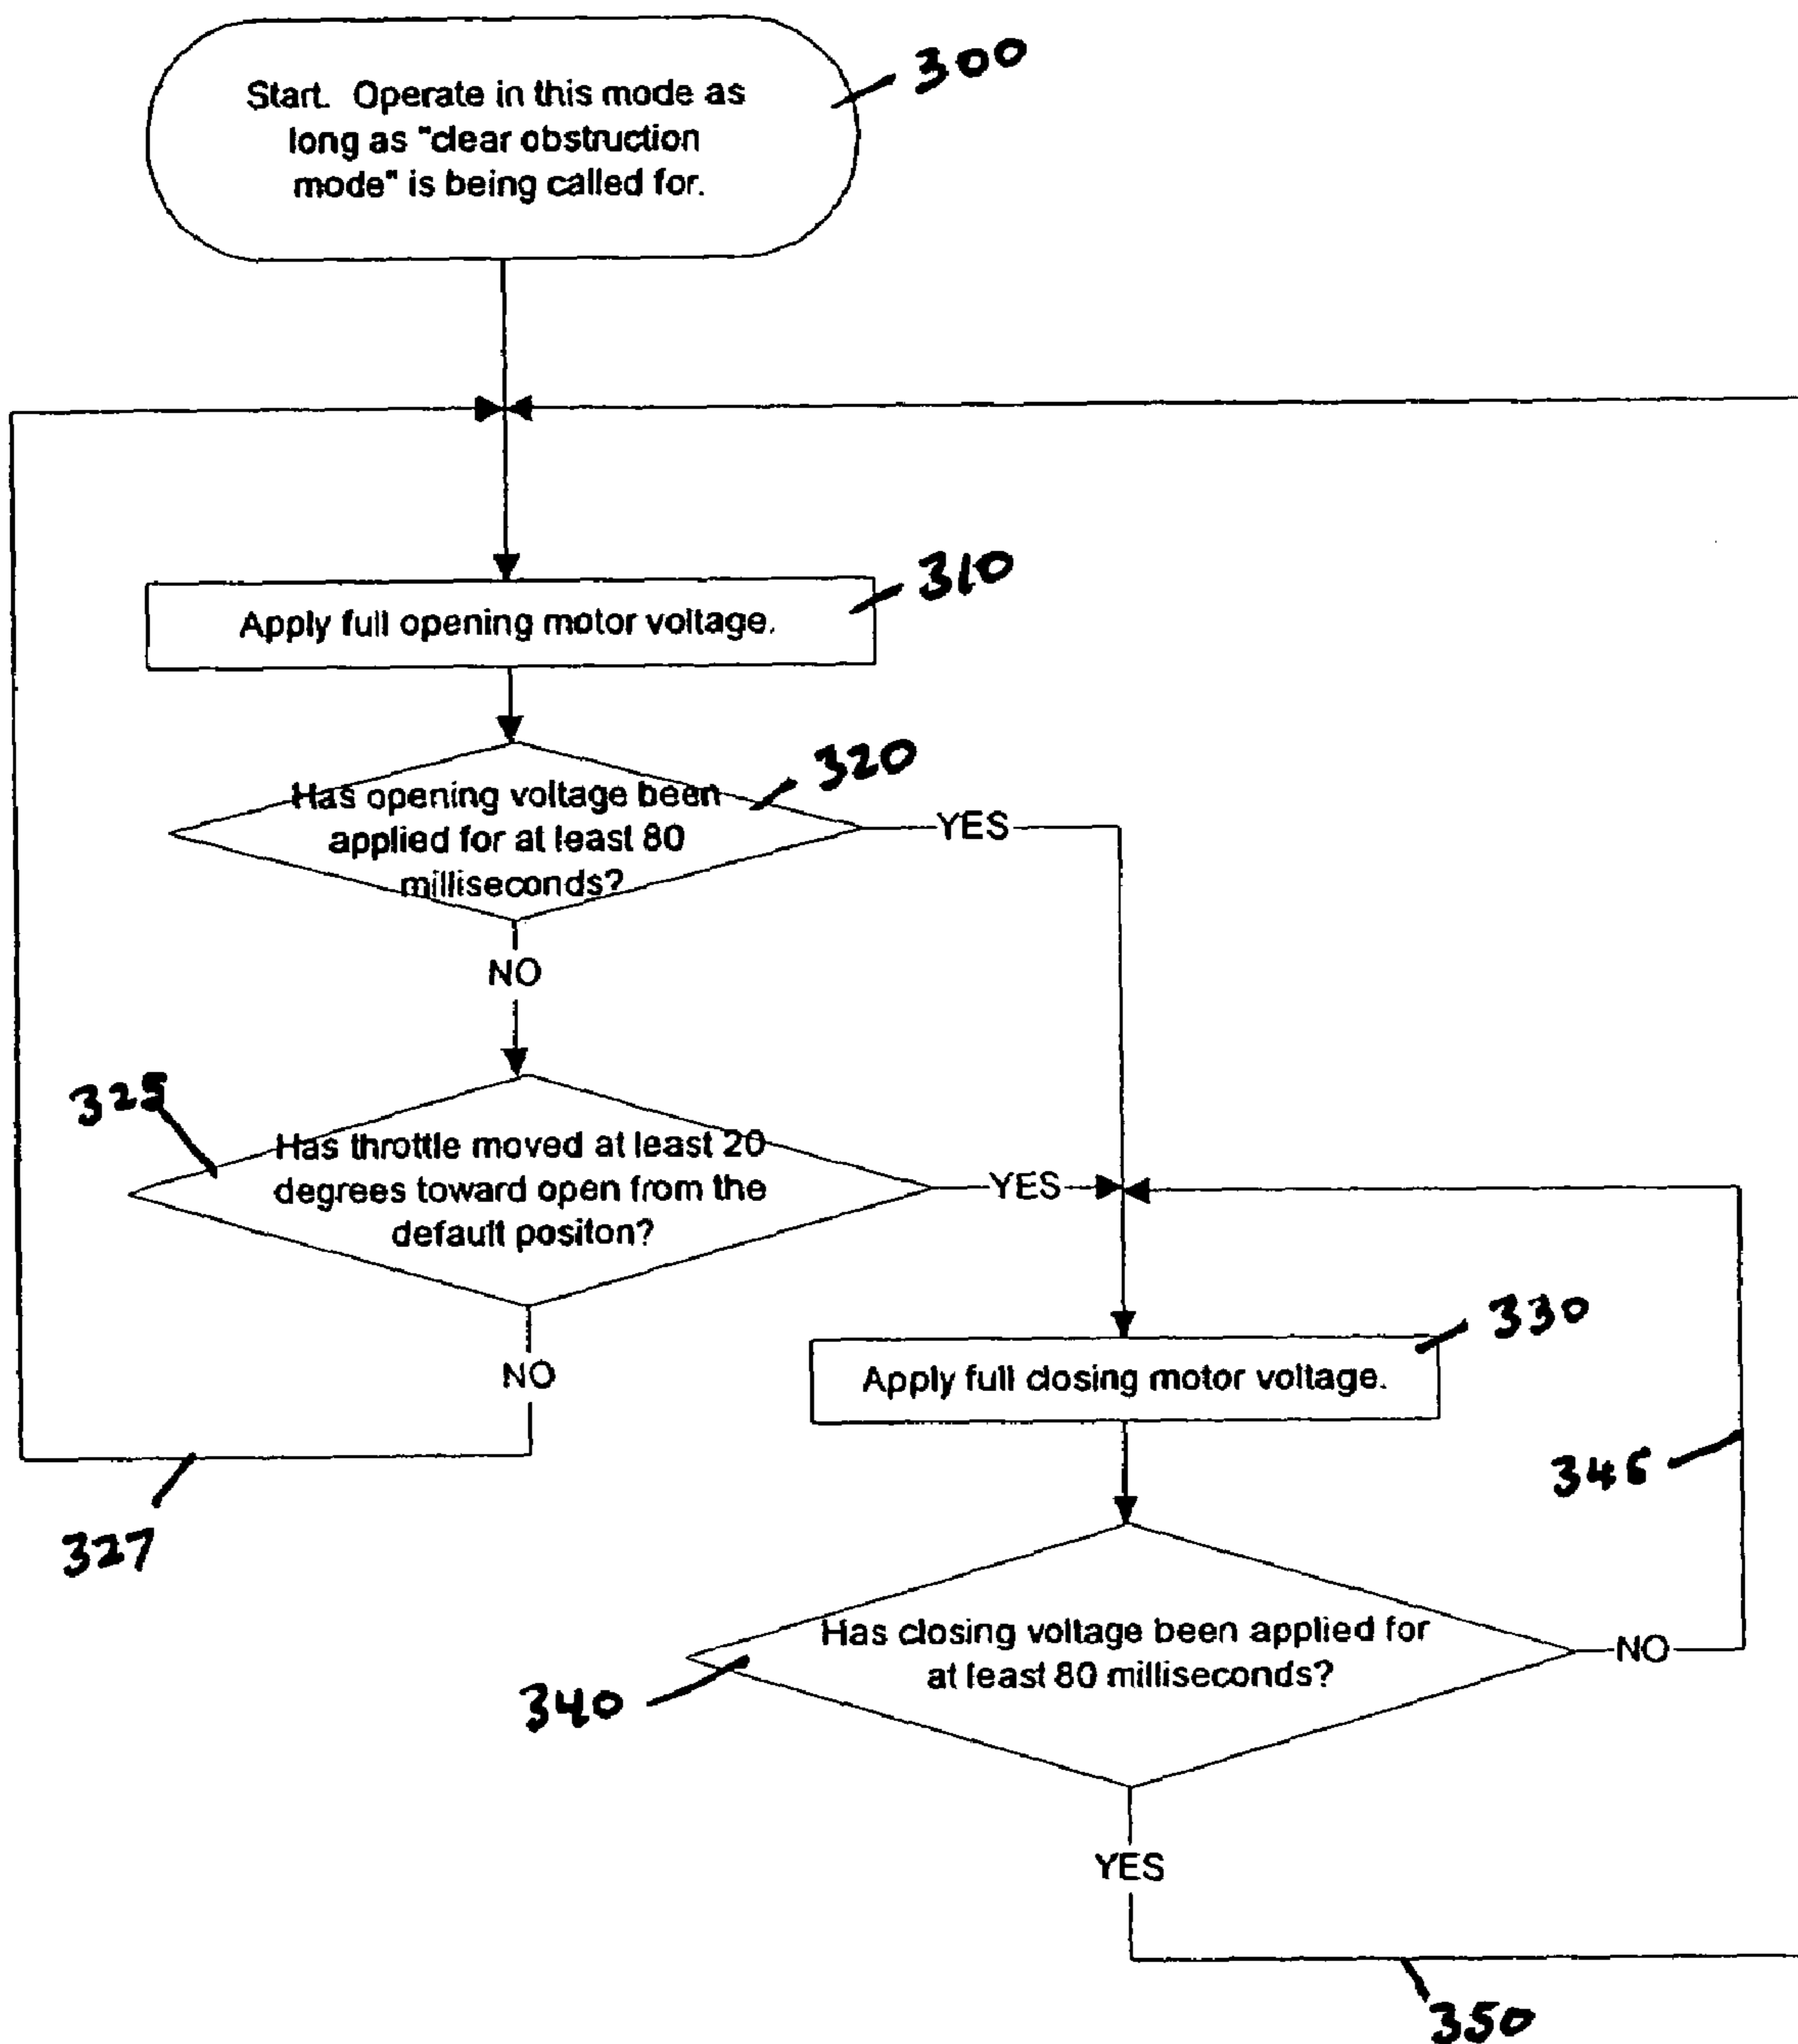 Start. Operate in this mode as
long as "clear obstruction
mode" is being called for.
300
Apply full opening motor voltage.
310
Has opening voltage been
applied for at least 80
milliseconds?
320
YES
NO
325
Has throttle moved at least 20
degrees toward open from the
default positon?
YES
NO
327
Apply full closing motor voltage.
330
346
Has closing voltage been applied for
at least 80 milliseconds?
340
NO
YES
350